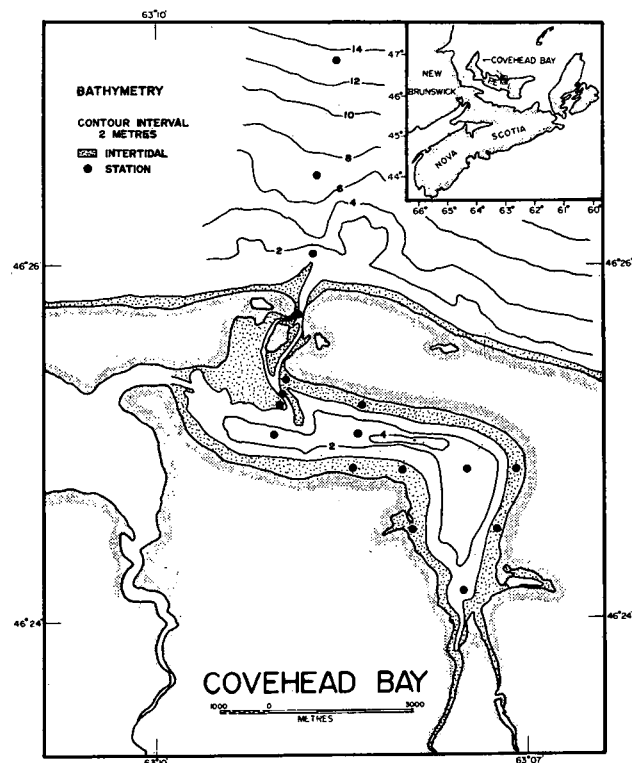 63°10'
BATHYMETRY
CONTOUR INTERVAL
2 METRES
INTERTIDAL
STATION
14
12
10
8
6
4
2
47°
46°
45°
44°
COVEHEAD BAY
NEW
BRUNSWICK
P.E.I.
NOVA
SCOTIA
66° 65° 64° 63° 62° 61° 60°
46° 26'
46° 26'
4
2
46° 24'
46° 24'
COVEHEAD BAY
1000 0 3000
METRES
63°10'
63°07'